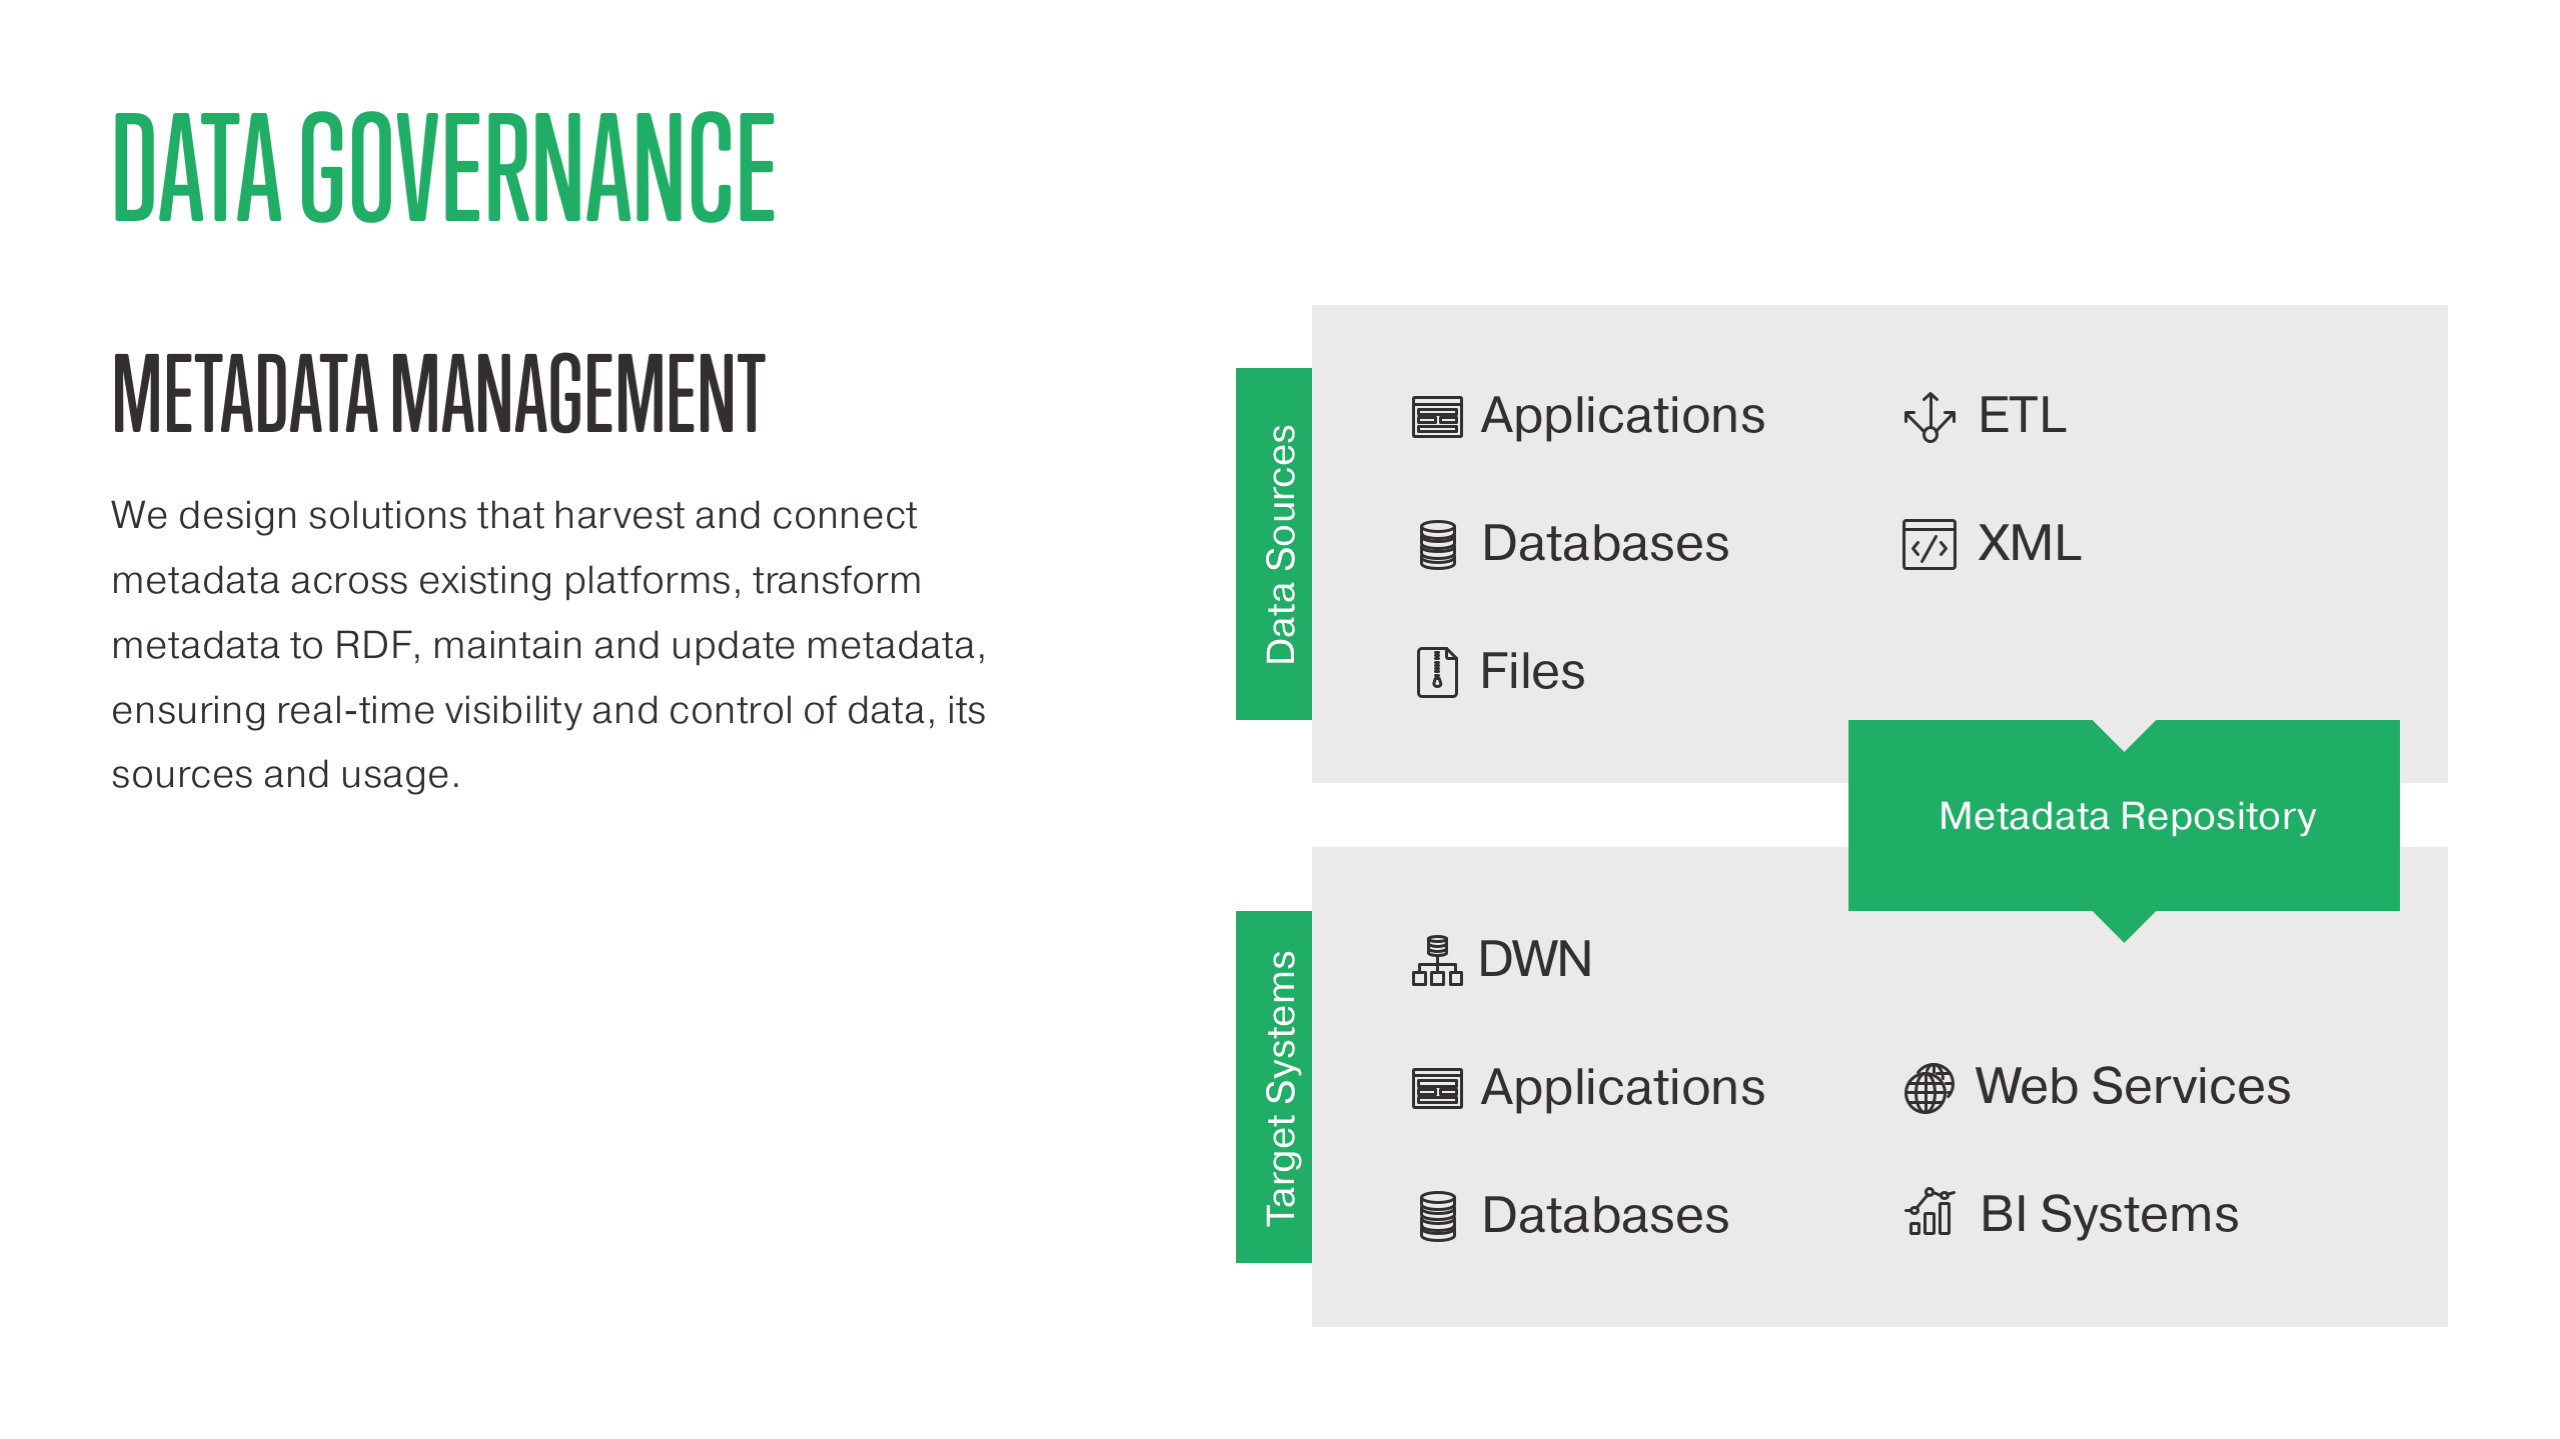 DATA GOVERNANCE
METADATA MANAGEMENT
We design solutions that harvest and connect
metadata across existing platforms, transform
metadata to RDF, maintain and update metadata,
ensuring real-time visibility and control of data, its
sources and usage.
Data Sources
Applications
ETL
Databases
XML
Files
Metadata Repository
Target Systems
DWN
Applications
Web Services
Databases
BI Systems